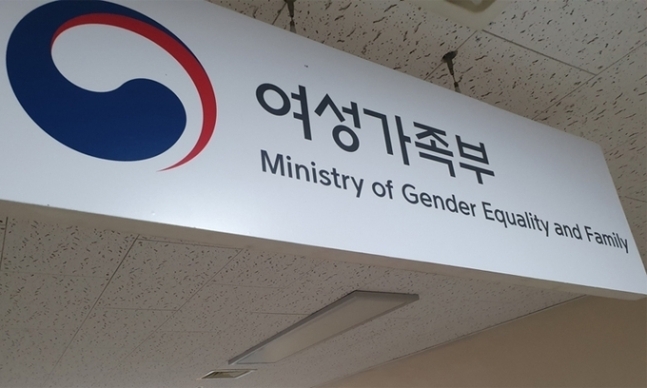 여성가족부
Ministry of Gender Equality and Family